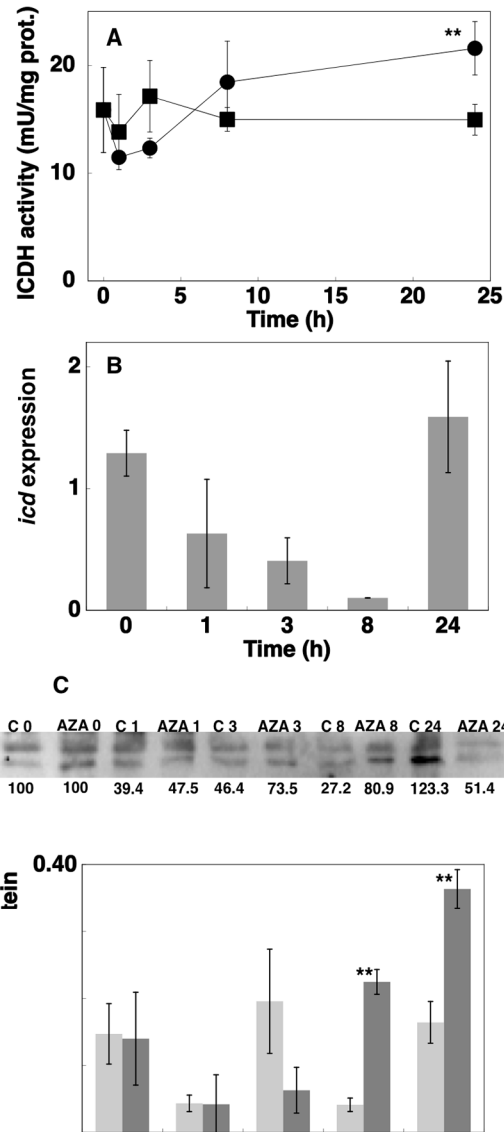 A
**
ICDH activity (mU/mg prot.)
20
10
0
0 5 10 15 20 25
Time (h)
B
icd expression
2
1
0
0 1 3 8 24
Time (h)
C
C 0 AZA 0 C 1 AZA 1 C 3 AZA 3 C 8 AZA 8 C 24 AZA 24
100 100 39.4 47.5 46.4 73.5 27.2 80.9 123.3 51.4
0.40
tein
**
**